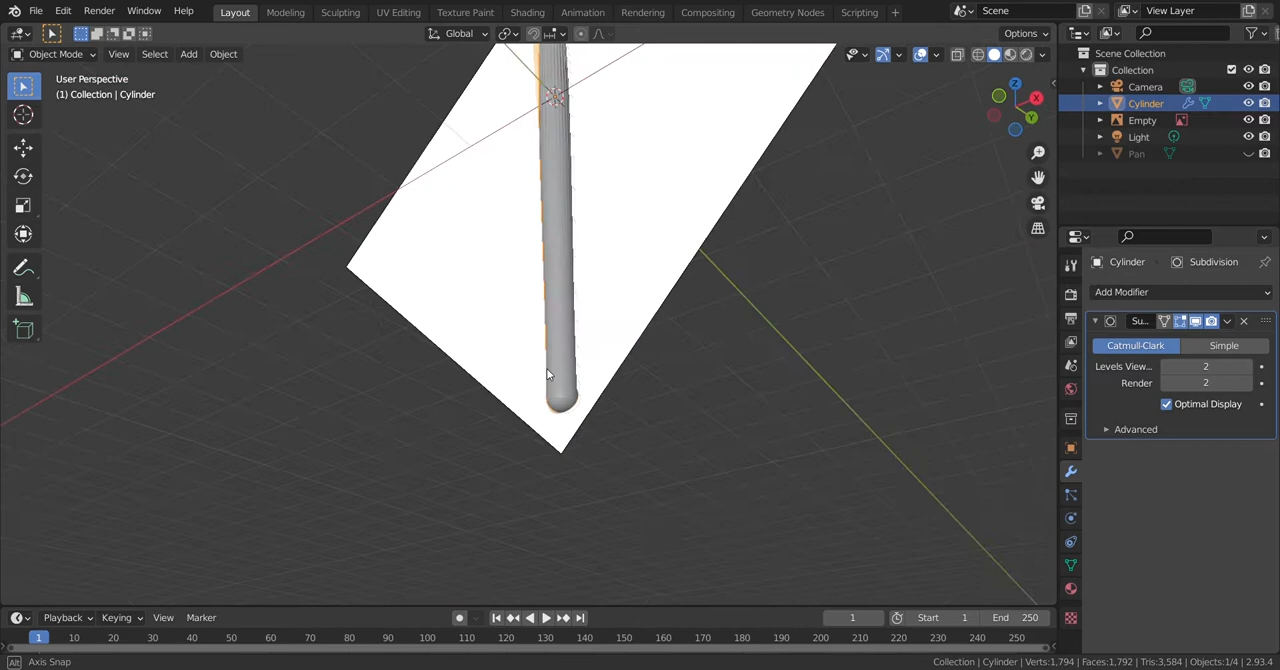 File Edit Render Window Help Layout Modeling Sculpting UV Editing Texture Paint Shading Animation Rendering Compositing Geometry Nodes Scripting + Scene View Layer
Global Options
Object Mode View Select Add Object
User Perspective
(1) Collection | Cylinder
Z
X
Y
Scene Collection
Collection
Camera
Cylinder
Empty
Light
Pan
Cylinder Subdivision
Add Modifier
Su...
Catmull-Clark Simple
Levels View... 2
Render 2
Optimal Display
Advanced
Playback Keying View Marker 1 Start 1 End 250
1 10 20 30 40 50 60 70 80 90 100 110 120 130 140 150 160 170 180 190 200 210 220 230 240 250
Alt Axis Snap Collection | Cylinder | Verts:1,794 | Faces:1,792 | Tris:3,584 | Objects:1/4 | 2.93.4